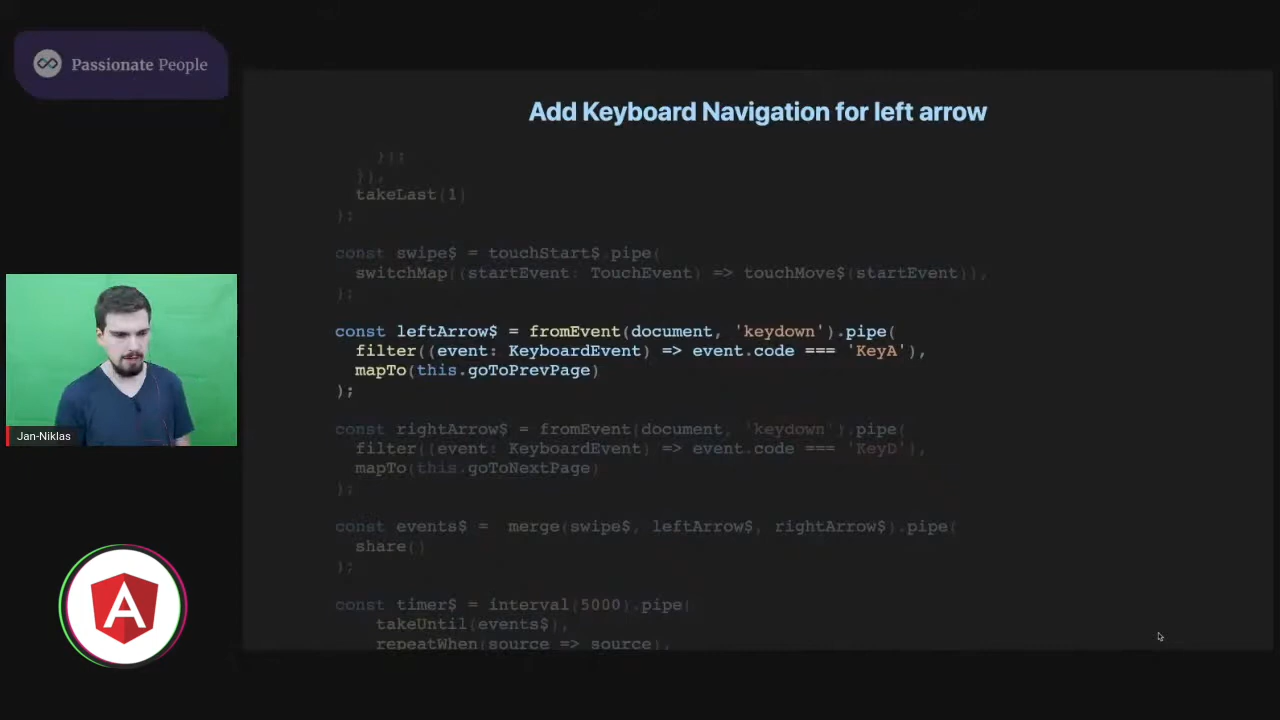 Passionate People
Add Keyboard Navigation for left arrow
});
}),
takeLast(1)
);
const swipe$ = touchStart$.pipe(
switchMap((startEvent: TouchEvent) => touchMove$(startEvent)),
);
const leftArrow$ = fromEvent(document, 'keydown').pipe(
filter((event: KeyboardEvent) => event.code === 'KeyA'),
mapTo(this.goToPrevPage)
);
const rightArrow$ = fromEvent(document, 'keydown').pipe(
filter((event: KeyboardEvent) => event.code === 'KeyD'),
mapTo(this.goToNextPage)
);
const events$ =  merge(swipe$, leftArrow$, rightArrow$).pipe(
share()
);
const timer$ = interval(5000).pipe(
takeUntil(events$),
repeatWhen(source => source),
Jan-Niklas
A